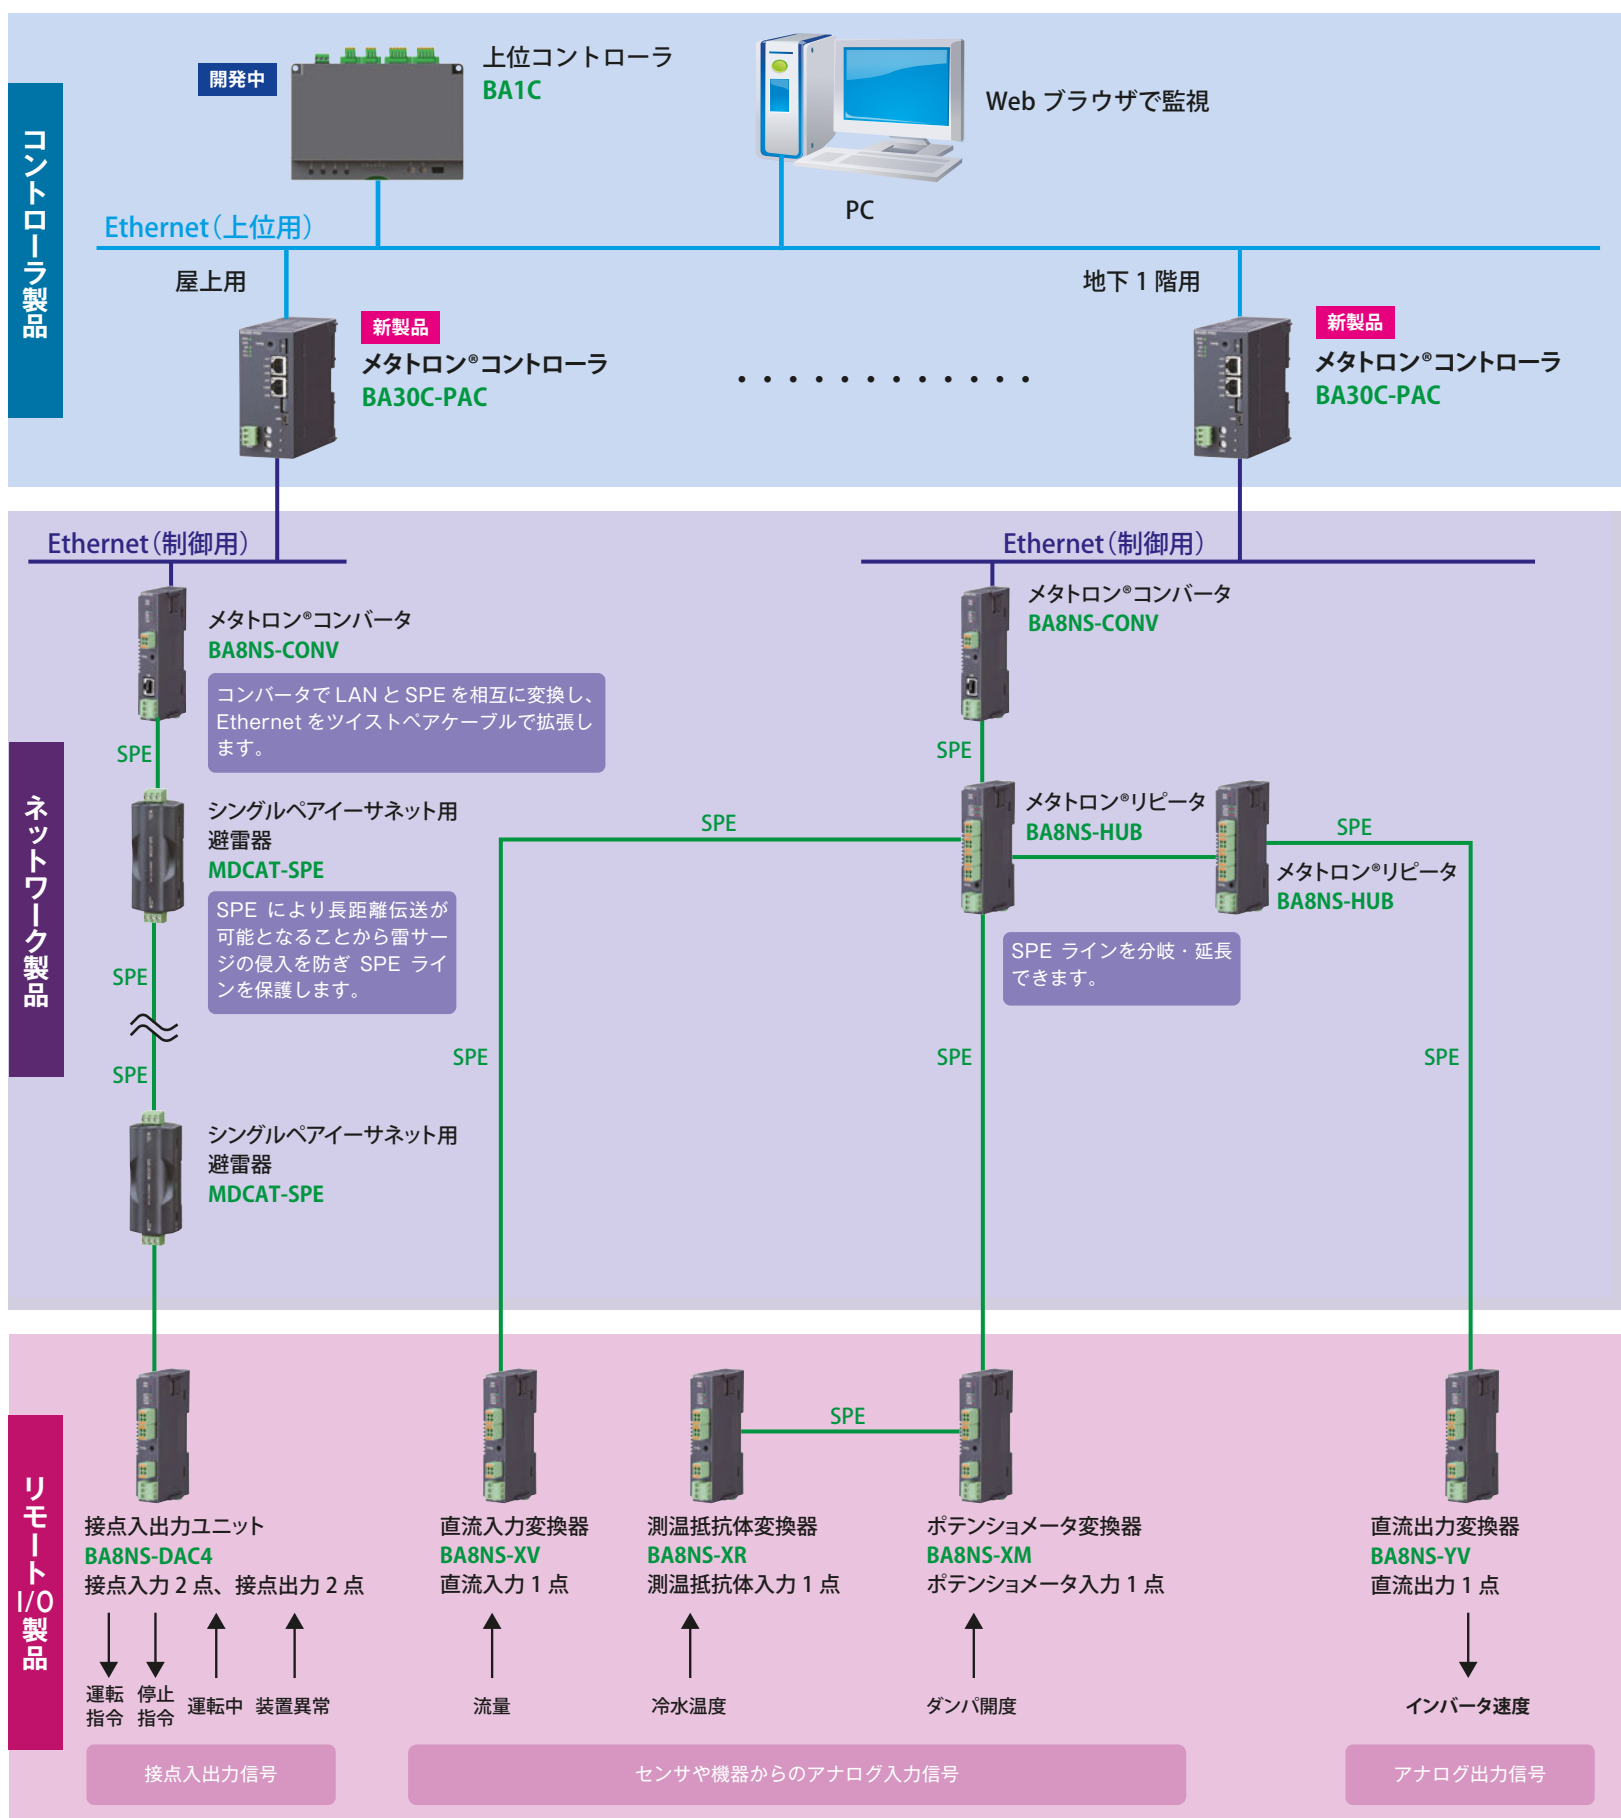 コントローラ製品
開発中
上位コントローラ
BA1C
Web ブラウザで監視
PC
Ethernet（上位用）
屋上用
新製品
メタトロン®コントローラ
BA30C-PAC
・・・・・・・・・・・・
地下 1 階用
新製品
メタトロン®コントローラ
BA30C-PAC
ネットワーク製品
Ethernet（制御用）
メタトロン®コンバータ
BA8NS-CONV
コンバータで LAN と SPE を相互に変換し、
Ethernet をツイストペアケーブルで拡張し
ます。
SPE
シングルペアイーサネット用
避雷器
MDCAT-SPE
SPE により長距離伝送が
可能となることから雷サー
ジの侵入を防ぎ SPE ライ
ンを保護します。
SPE
SPE
シングルペアイーサネット用
避雷器
MDCAT-SPE
Ethernet（制御用）
メタトロン®コンバータ
BA8NS-CONV
SPE
メタトロン®リピータ
BA8NS-HUB
SPE
SPE
メタトロン®リピータ
BA8NS-HUB
SPE ラインを分岐・延長
できます。
SPE
SPE
SPE
リモートI/O製品
SPE
接点入出力ユニット
BA8NS-DAC4
接点入力 2 点、接点出力 2 点
運転
指令
停止
指令
運転中
装置異常
接点入出力信号
直流入力変換器
BA8NS-XV
直流入力 1 点
流量
測温抵抗体変換器
BA8NS-XR
測温抵抗体入力 1 点
冷水温度
ポテンショメータ変換器
BA8NS-XM
ポテンショメータ入力 1 点
ダンパ開度
センサや機器からのアナログ入力信号
直流出力変換器
BA8NS-YV
直流出力 1 点
インバータ速度
アナログ出力信号